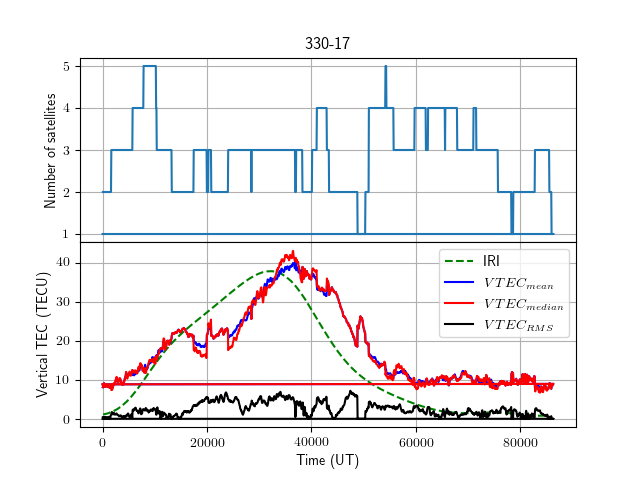 330-17
Number of satellites
5
4
3
2
1
Vertical TEC (TECU)
40
30
20
10
0
IRI
VTEC_mean
VTEC_median
VTEC_RMS
0 20000 40000 60000 80000
Time (UT)